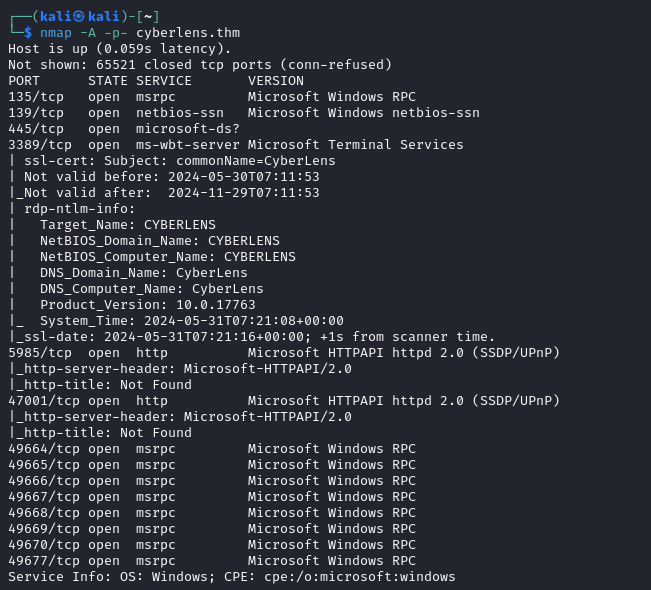 ┌──(kali㉿kali)-[~]
└─$ nmap -A -p- cyberlens.thm
Host is up (0.059s latency).
Not shown: 65521 closed tcp ports (conn-refused)
PORT      STATE SERVICE       VERSION
135/tcp   open  msrpc         Microsoft Windows RPC
139/tcp   open  netbios-ssn   Microsoft Windows netbios-ssn
445/tcp   open  microsoft-ds?
3389/tcp  open  ms-wbt-server Microsoft Terminal Services
| ssl-cert: Subject: commonName=CyberLens
| Not valid before: 2024-05-30T07:11:53
|_Not valid after:  2024-11-29T07:11:53
| rdp-ntlm-info:
|   Target_Name: CYBERLENS
|   NetBIOS_Domain_Name: CYBERLENS
|   NetBIOS_Computer_Name: CYBERLENS
|   DNS_Domain_Name: CyberLens
|   DNS_Computer_Name: CyberLens
|   Product_Version: 10.0.17763
|_  System_Time: 2024-05-31T07:21:08+00:00
|_ssl-date: 2024-05-31T07:21:16+00:00; +1s from scanner time.
5985/tcp  open  http          Microsoft HTTPAPI httpd 2.0 (SSDP/UPnP)
|_http-server-header: Microsoft-HTTPAPI/2.0
|_http-title: Not Found
47001/tcp open  http          Microsoft HTTPAPI httpd 2.0 (SSDP/UPnP)
|_http-server-header: Microsoft-HTTPAPI/2.0
|_http-title: Not Found
49664/tcp open  msrpc         Microsoft Windows RPC
49665/tcp open  msrpc         Microsoft Windows RPC
49666/tcp open  msrpc         Microsoft Windows RPC
49667/tcp open  msrpc         Microsoft Windows RPC
49668/tcp open  msrpc         Microsoft Windows RPC
49669/tcp open  msrpc         Microsoft Windows RPC
49670/tcp open  msrpc         Microsoft Windows RPC
49677/tcp open  msrpc         Microsoft Windows RPC
Service Info: OS: Windows; CPE: cpe:/o:microsoft:windows